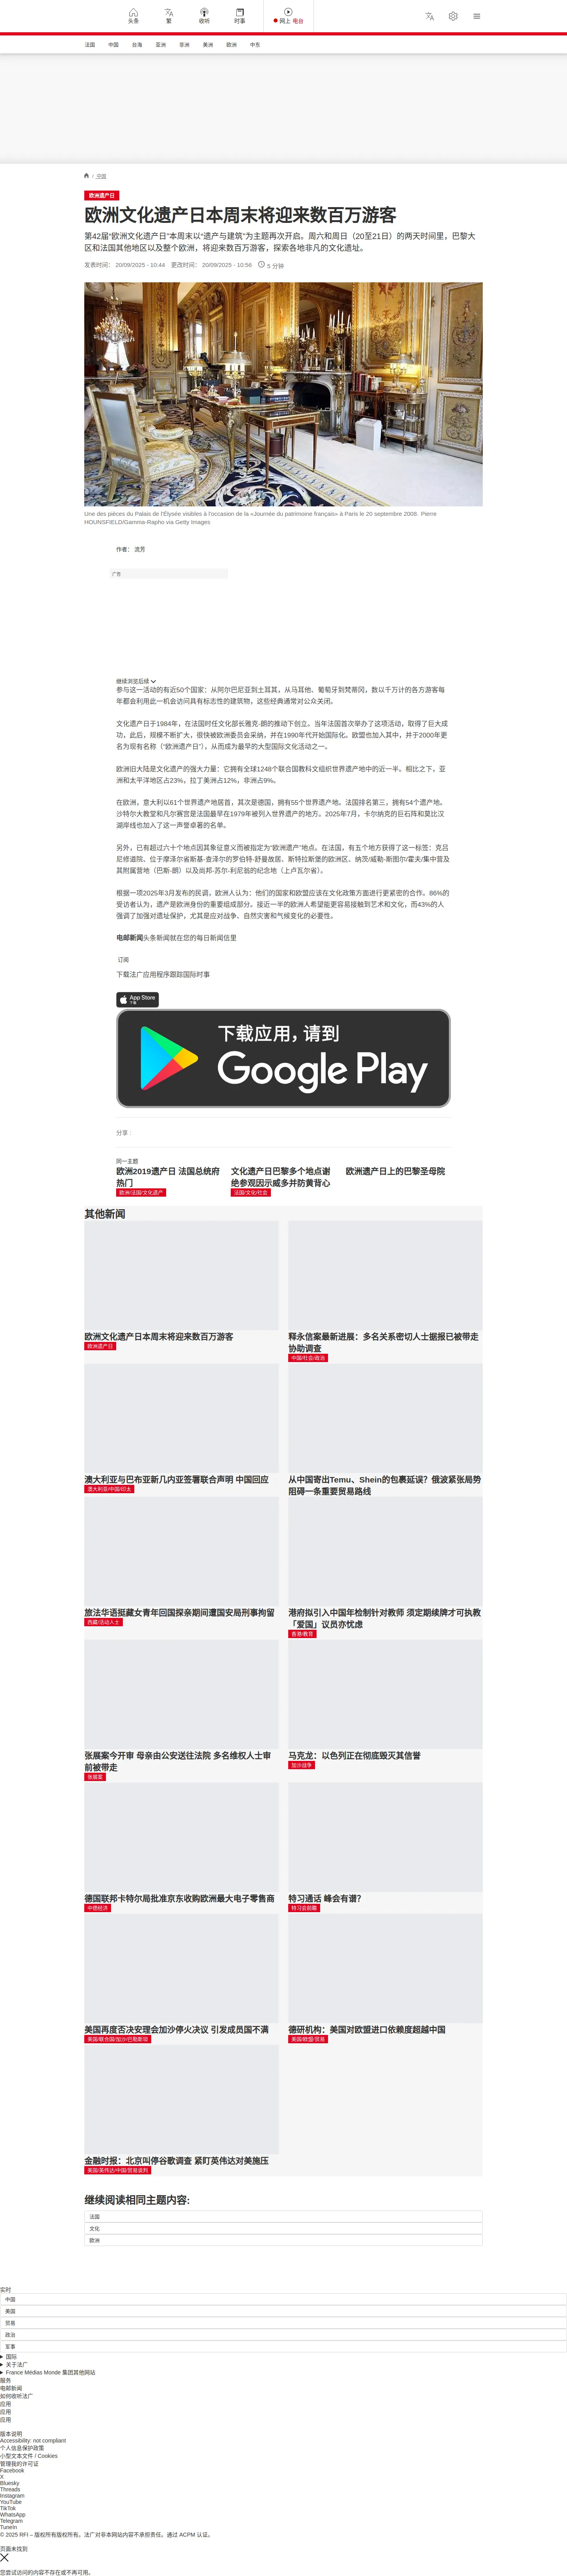 头条
繁
收听
时事
网上 电台
法国 中国 台海 亚洲 非洲 美洲 欧洲 中东
/ 中国
欧洲遗产日
欧洲文化遗产日本周末将迎来数百万游客
第42届“欧洲文化遗产日”本周末以“遗产与建筑”为主题再次开启。周六和周日（20至21日）的两天时间里，巴黎大
区和法国其他地区以及整个欧洲，将迎来数百万游客，探索各地非凡的文化遗址。
发表时间： 20/09/2025 - 10:44 更改时间： 20/09/2025 - 10:56 5 分钟
Une des pièces du Palais de l'Elysée visibles à l'occasion de la «Journée du patrimoine français» à Paris le 20 septembre 2008. Pierre
HOUNSFIELD/Gamma-Rapho via Getty Images
作者： 流芳
广告
继续浏览后续
参与这一活动的有近50个国家：从阿尔巴尼亚到土耳其，从马耳他、葡萄牙到梵蒂冈，数以千万计的各方游客每
年都会利用此一机会访问具有标志性的建筑物，这些经典通常对公众关闭。
文化遗产日于1984年，在法国时任文化部长雅克·朗的推动下创立。当年法国首次举办了这项活动，取得了巨大成
功，此后，规模不断扩大，很快被欧洲委员会采纳，并在1990年代开始国际化。欧盟也加入其中，并于2000年更
名为现有名称（“欧洲遗产日”），从而成为最早的大型国际文化活动之一。
欧洲旧大陆是文化遗产的强大力量：它拥有全球1248个联合国教科文组织世界遗产地中的近一半。相比之下，亚
洲和太平洋地区占23%，拉丁美洲占12%，非洲占9%。
在欧洲，意大利以61个世界遗产地居首，其次是德国，拥有55个世界遗产地。法国排名第三，拥有54个遗产地。
沙特尔大教堂和凡尔赛宫是法国最早在1979年被列入世界遗产的地方。2025年7月，卡尔纳克的巨石阵和莫比汉
湖岸线也加入了这一声誉卓著的名单。
另外，已有超过六十个地点因其象征意义而被指定为“欧洲遗产”地点。在法国，有五个地方获得了这一标签：克吕
尼修道院、位于摩泽尔省斯基-查泽尔的罗伯特·舒曼故居、斯特拉斯堡的欧洲区、纳茨/威勒-斯图尔/霍夫/集中营及
其附属营地（巴斯-朗）以及尚邦-苏尔-利尼翁的纪念地（上卢瓦尔省）。
根据一项2025年3月发布的民调，欧洲人认为：他们的国家和欧盟应该在文化政策方面进行更紧密的合作。86%的
受访者认为，遗产是欧洲身份的重要组成部分。接近一半的欧洲人希望能更容易接触到艺术和文化，而43%的人
强调了加强对遗址保护，尤其是应对战争、自然灾害和气候变化的必要性。
电邮新闻头条新闻就在您的每日新闻信里
订阅
下载法广应用程序跟踪国际时事
App Store
下载
下载应用，请到
Google Play
分享 :
同一主题
欧洲2019遗产日 法国总统府
热门
欧洲/法国/文化遗产
文化遗产日巴黎多个地点谢
绝参观因示威多并防黄背心
法国/文化/社会
欧洲遗产日上的巴黎圣母院
其他新闻
欧洲文化遗产日本周末将迎来数百万游客
欧洲遗产日
释永信案最新进展：多名关系密切人士据报已被带走
协助调查
中国/社会/政治
澳大利亚与巴布亚新几内亚签署联合声明 中国回应
澳大利亚/中国/印太
从中国寄出Temu、Shein的包裹延误？俄波紧张局势
阻碍一条重要贸易路线
旅法华语挺藏女青年回国探亲期间遭国安局刑事拘留
西藏/活动人士
港府拟引入中国年检制针对教师 须定期续牌才可执教
「爱国」议员亦忧虑
香港/教育
张展案今开审 母亲由公安送往法院 多名维权人士审
前被带走
张展案
马克龙：以色列正在彻底毁灭其信誉
加沙战争
德国联邦卡特尔局批准京东收购欧洲最大电子零售商
中德经济
特习通话 峰会有谱?
特习会前瞻
美国再度否决安理会加沙停火决议 引发成员国不满
美国/联合国/加沙/巴勒斯坦
德研机构：美国对欧盟进口依赖度超越中国
美国/欧盟/贸易
金融时报：北京叫停谷歌调查 紧盯英伟达对美施压
美国/英伟达/中国/贸易谈判
继续阅读相同主题内容:
法国
文化
欧洲
实时
中国
美国
贸易
政治
军事
国际
关于法广
France Médias Monde 集团其他网站
服务
电邮新闻
如何收听法广
应用
应用
应用
版本说明
Accessibility: not compliant
个人信息保护政策
小型文本文件 / Cookies
管理我的许可证
Facebook
X
Bluesky
Threads
Instagram
YouTube
TikTok
WhatsApp
Telegram
TuneIn
© 2025 RFI – 版权所有版权所有。法广对非本网站内容不承担责任。通过 ACPM 认证。
页面未找到
您尝试访问的内容不存在或不再可用。